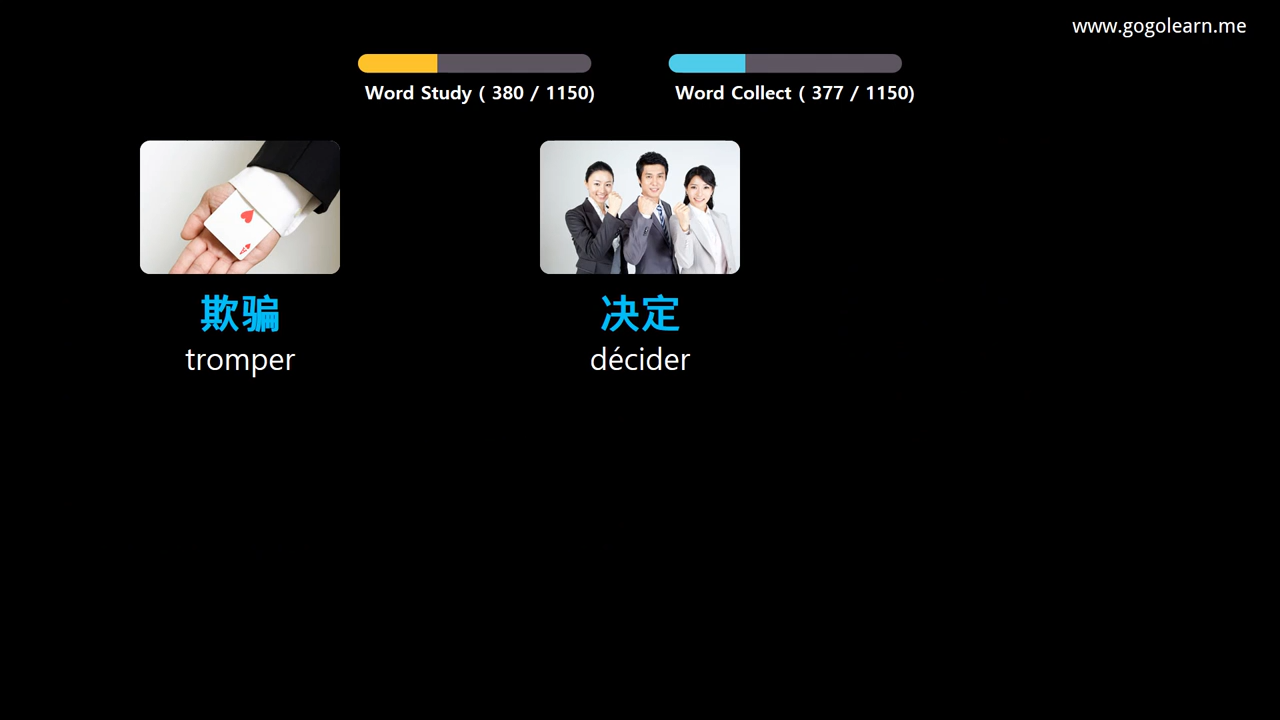 www.gogolearn.me
Word Study ( 380 / 1150)
Word Collect ( 377 / 1150)
欺骗
tromper
决定
décider